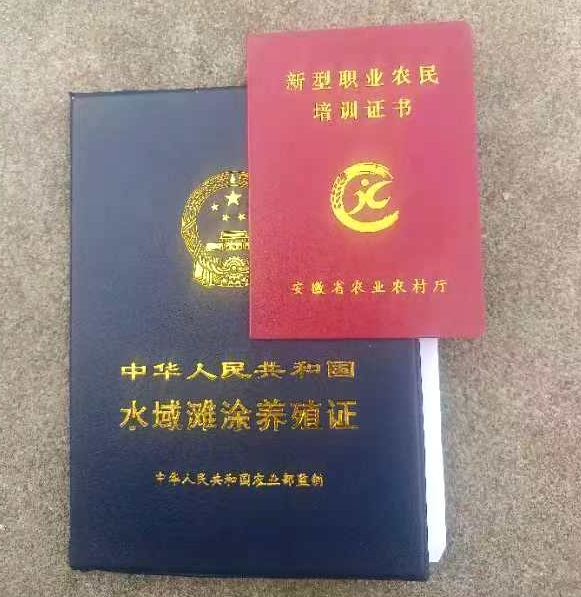 新型职业农民
培训证书
安徽省农业农村厅
中华人民共和国
水域滩涂养殖证
中华人民共和国农业部监制